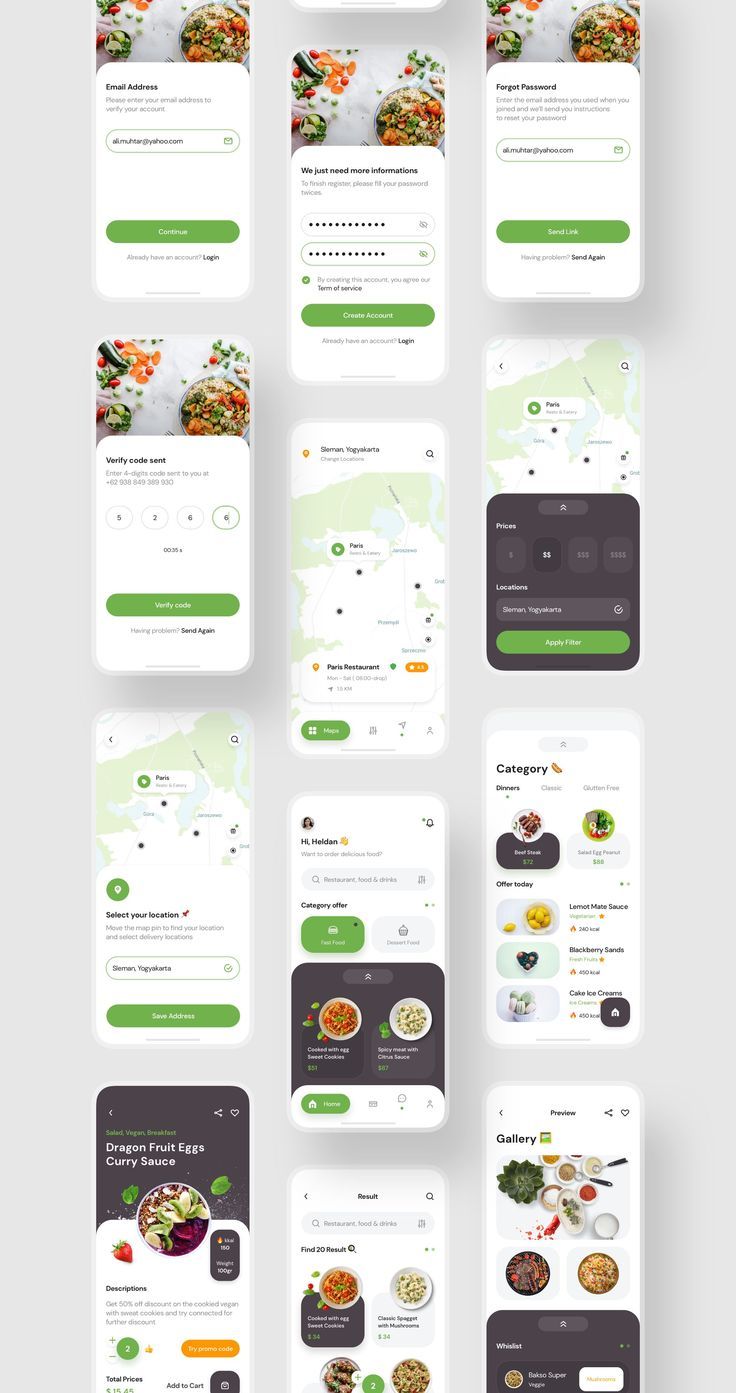 Email Address
Please enter your email address to
verify your account
ali.muhtar@yahoo.com
Continue
Already have an account? Login
We just need more informations
To finish register, please fill your password
twices.
By creating this account, you agree our
Term of service
Create Account
Already have an account? Login
Forgot Password
Enter the email address you used when you
joined and we'll send you instructions
to reset your password
ali.muhtar@yahoo.com
Send Link
Having problem? Send Again
Verify code sent
Enter 4-digits code sent to you at
+62 938 849 389 930
5 2 6 6
00:35 s
Verify code
Having problem? Send Again
Sleman, Yogyakarta
Change Locations
Paris
Resto & Eatery
Jaroszewo
Przemyśl
Paris Restaurant
4.5
1.5 KM
Maps
Paris
Resto & Eatery
Góra
Jaroszewo
Prices
$ $$ $$$ $$$$
Locations
Sleman, Yogyakarta
Apply Filter
Paris
Resto & Eatery
Góra
Jaroszewo
Select your location
Move the map pin to find your location
and select delivery locations
Sleman, Yogyakarta
Save Address
Hi, Heldan
Want to order delicious food?
Restaurant, food & drinks
Category offer
Fast Food
Dessert Food
Cooked with egg
Sweet Cookies
$51
Spicy meat with
Citrus Sauce
$67
Home
Category
Dinners Classic Glutten Free
Beef Steak
$72
Salad Egg Peanut
$88
Offer today
Lemot Mate Sauce
Vegetarian
240 kcal
Blackberry Sands
Fresh Fruits
450 kcal
Cake Ice Creams
Ice Creams
450 kcal
Salad, Vegan, Breakfast
Dragon Fruit Eggs
Curry Sauce
kkal
150
Weight
100gr
Descriptions
Get 50% off discount on the cooked vegan
with sweat cookies and try connected for
further discount
2
Try promo code
Total Prices
$ 15.45
Add to Cart
Result
Restaurant, food & drinks
Find 20 Result
Cooked with egg
Sweet Cookies
$ 34
Classic Spagget
with Mushrooms
$ 34
2
Preview
Gallery
Whislist
Bakso Super
Veggie
Mushrooms